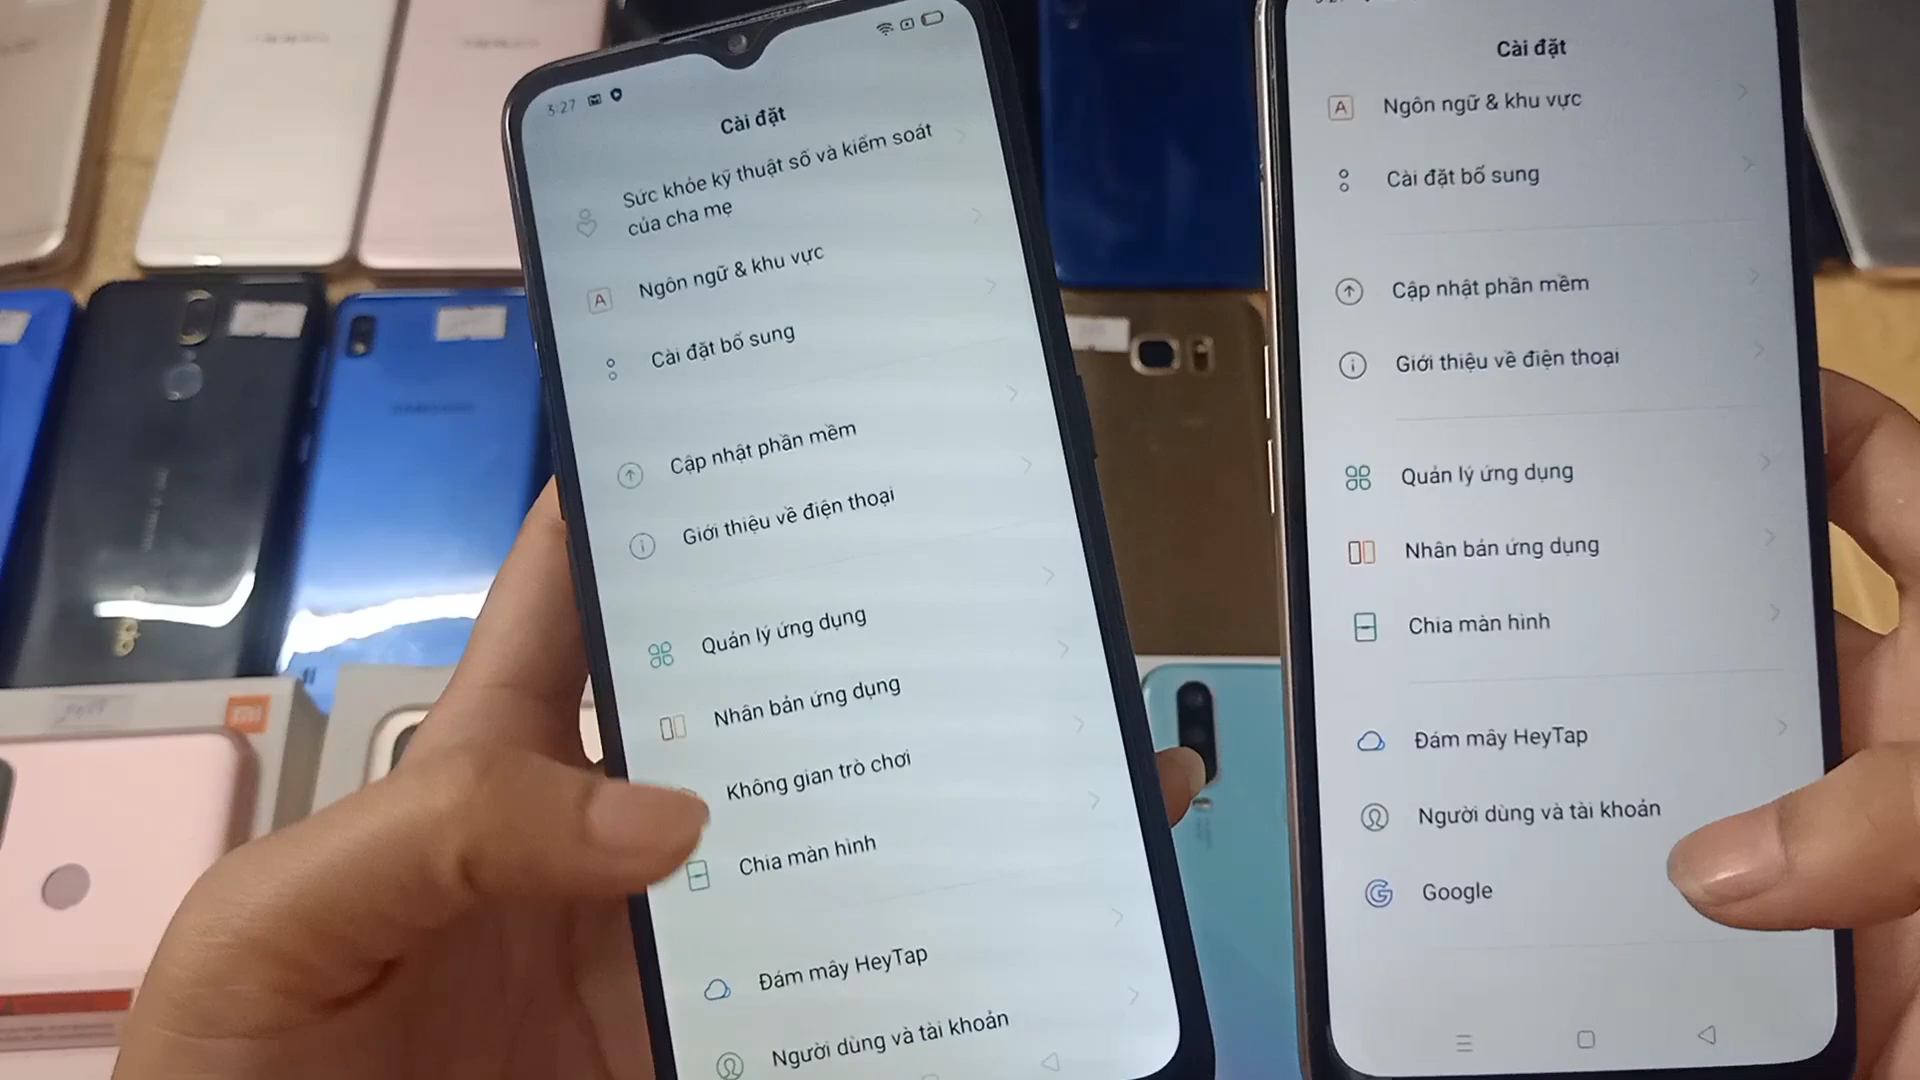 3:27
Cài đặt
Sức khỏe kỹ thuật số và kiểm soát
của cha mẹ
Ngôn ngữ & khu vực
Cài đặt bổ sung
Cập nhật phần mềm
Giới thiệu về điện thoại
Quản lý ứng dụng
Nhân bản ứng dụng
Không gian trò chơi
Chia màn hình
Đám mây HeyTap
Người dùng và tài khoản
Cài đặt
A Ngôn ngữ & khu vực
Cài đặt bổ sung
Cập nhật phần mềm
Giới thiệu về điện thoại
Quản lý ứng dụng
Nhân bản ứng dụng
Chia màn hình
Đám mây HeyTap
Người dùng và tài khoản
Google
mi